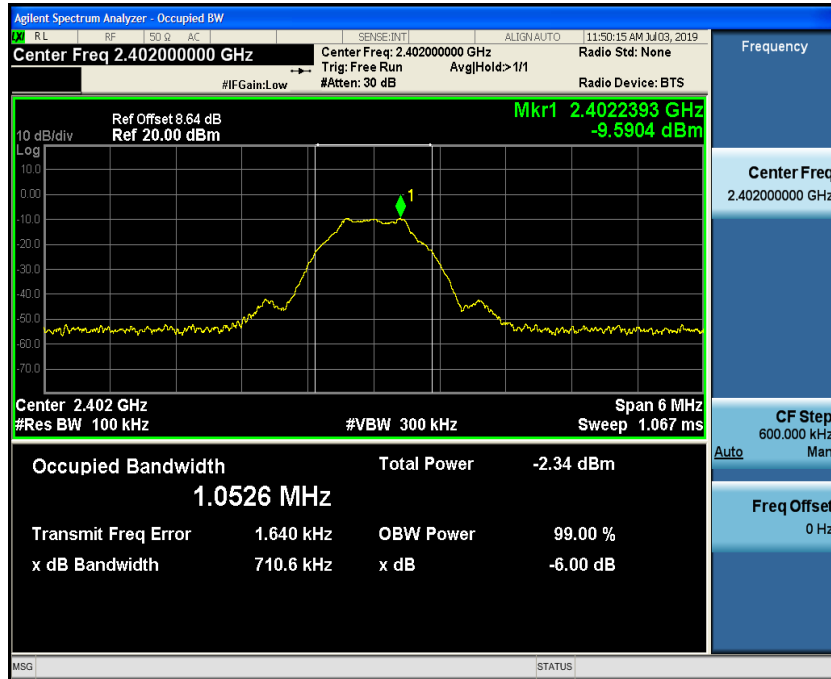 Agilent Spectrum Analyzer - Occupied BW
LXI RL RF 50 Ω AC SENSE:INT ALIGN AUTO 11:50:15 AM Jul 03, 2019
Center Freq 2.402000000 GHz Center Freq: 2.402000000 GHz Radio Std: None Frequency
Trig: Free Run Avg|Hold:>1/1
#IFGain:Low #Atten: 30 dB Radio Device: BTS
Mkr1 2.4022393 GHz
Ref Offset 8.64 dB
10 dB/div Ref 20.00 dBm -9.5904 dBm
Log
10.0
0.00
-10.0
-20.0
-30.0
-40.0
-50.0
-60.0
-70.0
1
Center 2.402 GHz Span 6 MHz
#Res BW 100 kHz #VBW 300 kHz Sweep 1.067 ms
Occupied Bandwidth Total Power -2.34 dBm
1.0526 MHz
Transmit Freq Error 1.640 kHz OBW Power 99.00 %
x dB Bandwidth 710.6 kHz x dB -6.00 dB
Center Freq
2.402000000 GHz
CF Step
600.000 kHz
Auto Man
Freq Offset
0 Hz
MSG STATUS